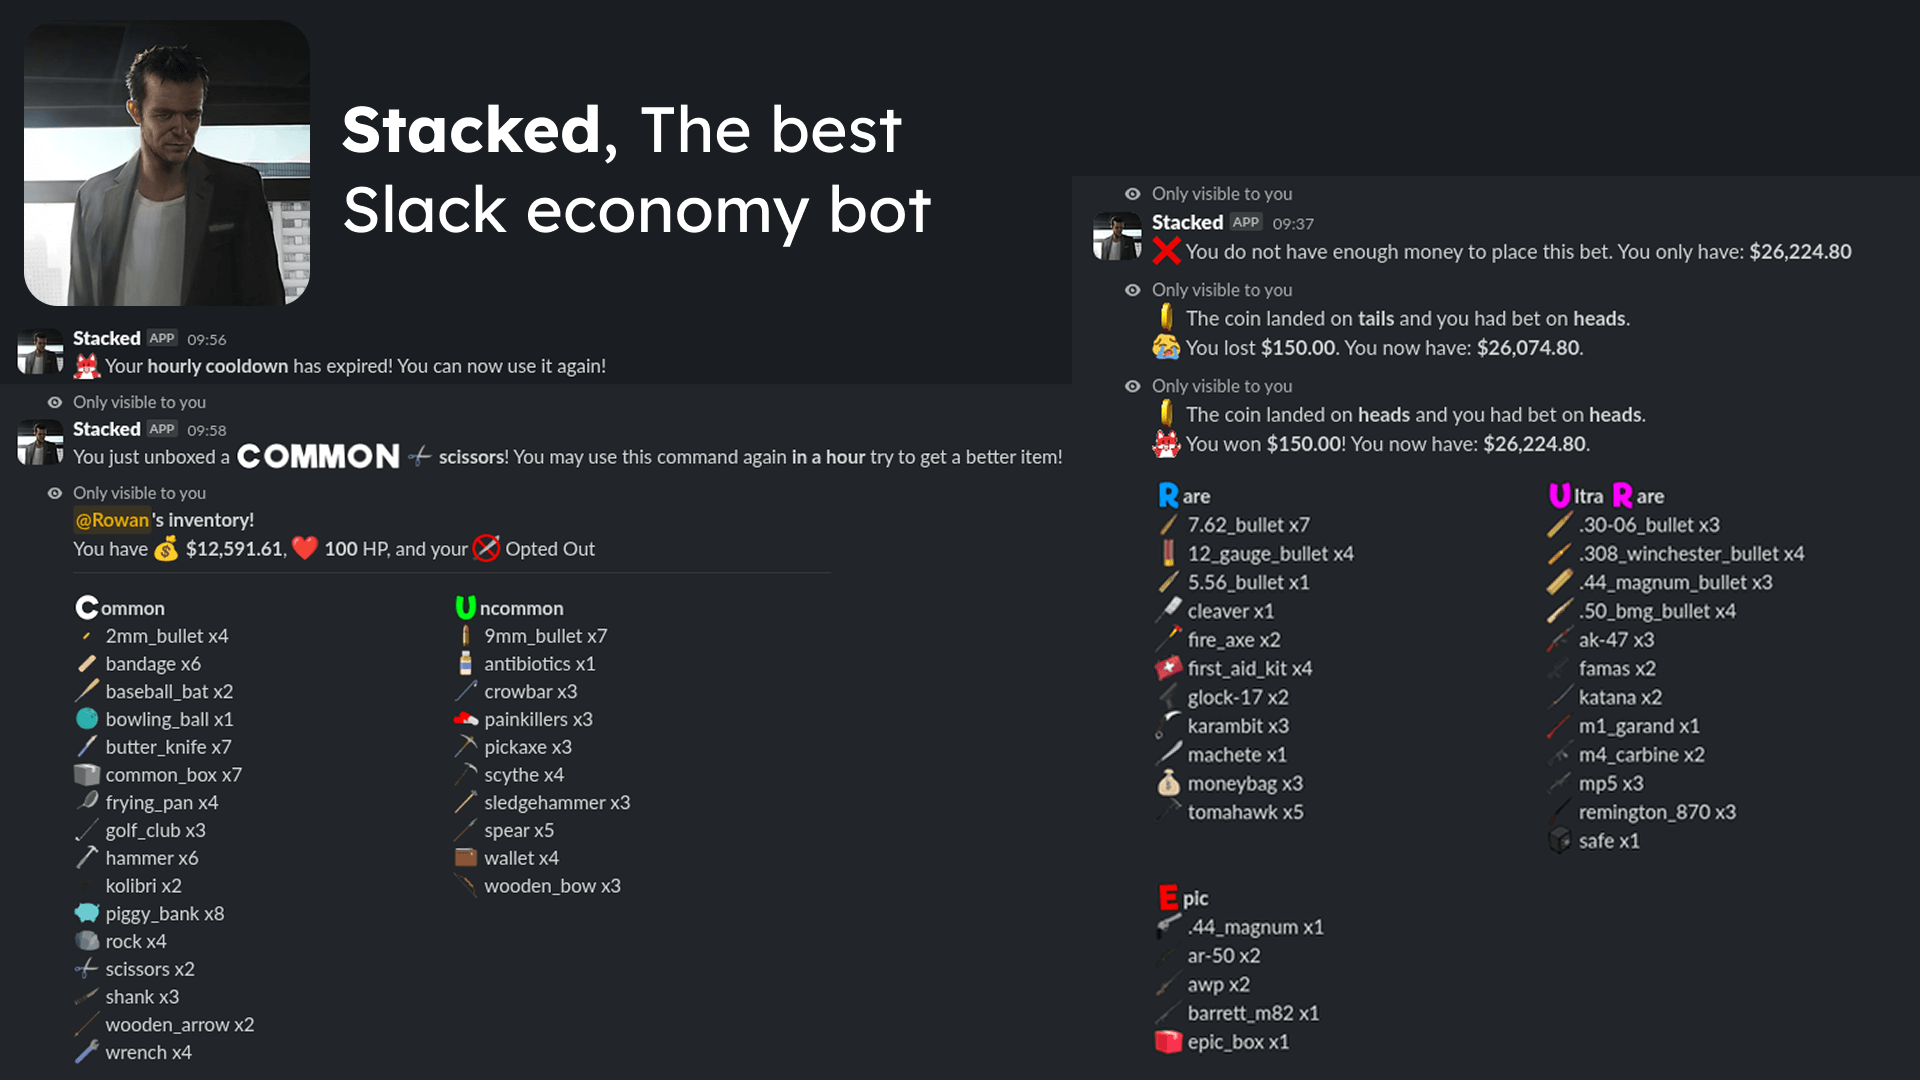 Stacked, The best
Slack economy bot
Stacked APP 09:56
Your hourly cooldown has expired! You can now use it again!
Only visible to you
Stacked APP 09:58
You just unboxed a COMMON scissors! You may use this command again in a hour try to get a better item!
Only visible to you
@Rowan's inventory!
You have $12,591.61, 100 HP, and your Opted Out
Common
2mm_bullet x4
bandage x6
baseball_bat x2
bowling_ball x1
butter_knife x7
common_box x7
frying_pan x4
golf_club x3
hammer x6
kolibri x2
piggy_bank x8
rock x4
scissors x2
shank x3
wooden_arrow x2
wrench x4
Uncommon
9mm_bullet x7
antibiotics x1
crowbar x3
painkillers x3
pickaxe x3
scythe x4
sledgehammer x3
spear x5
wallet x4
wooden_bow x3
Only visible to you
Stacked APP 09:37
You do not have enough money to place this bet. You only have: $26,224.80
Only visible to you
The coin landed on tails and you had bet on heads.
You lost $150.00. You now have: $26,074.80.
Only visible to you
The coin landed on heads and you had bet on heads.
You won $150.00! You now have: $26,224.80.
Rare
7.62_bullet x7
12_gauge_bullet x4
5.56_bullet x1
cleaver x1
fire_axe x2
first_aid_kit x4
glock-17 x2
karambit x3
machete x1
moneybag x3
tomahawk x5
Ultra Rare
.30-06_bullet x3
.308_winchester_bullet x4
.44_magnum_bullet x3
.50_bmg_bullet x4
ak-47 x3
famas x2
katana x2
m1_garand x1
m4_carbine x2
mp5 x3
remington_870 x3
safe x1
Epic
.44_magnum x1
ar-50 x2
awp x2
barrett_m82 x1
epic_box x1